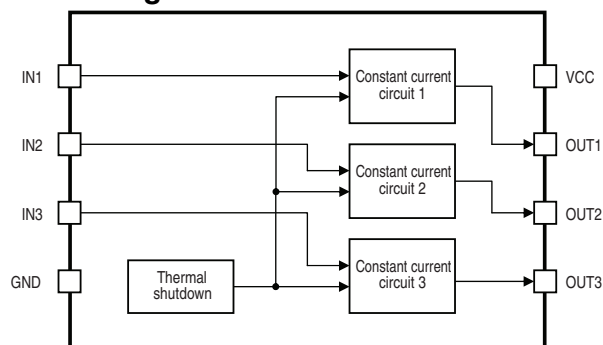 IN1
Constant current
circuit 1
VCC
IN2
OUT1
Constant current
circuit 2
IN3
OUT2
GND
Thermal
shutdown
Constant current
circuit 3
OUT3